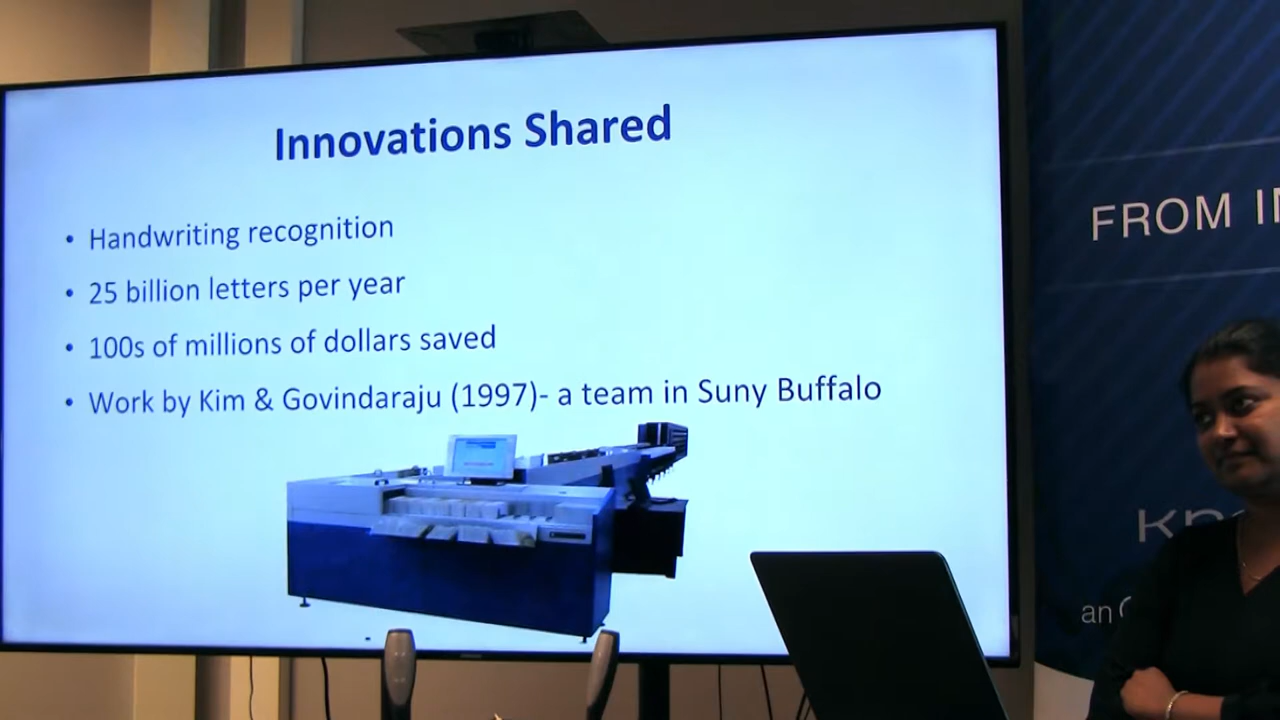 Innovations Shared
• Handwriting recognition
• 25 billion letters per year
• 100s of millions of dollars saved
• Work by Kim & Govindaraju (1997)- a team in Suny Buffalo
FROM
an